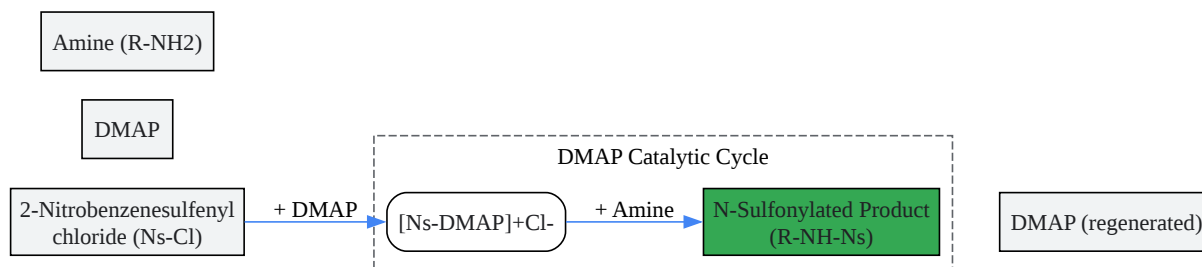 Amine (R-NH2)
DMAP
DMAP Catalytic Cycle
2-Nitrobenzenesulfenyl
chloride (Ns-Cl)
+ DMAP
[Ns-DMAP]+Cl-
+ Amine
N-Sulfonylated Product
(R-NH-Ns)
DMAP (regenerated)